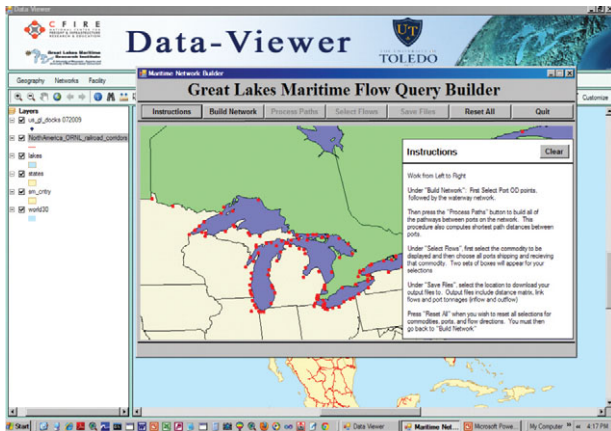 Data Viewer
CFIRE
Great Lakes Maritime
Research Institute
Data-Viewer
UT
THE UNIVERSITY OF
TOLEDO
Geography Networks Facility
Customize
Layers
us_gl_docks 072009
NorthAmerica_ORNL_railroad_corridors
lakes
states
world30
Maritime Network Builder
Great Lakes Maritime Flow Query Builder
Instructions Build Network Process Paths Select Flows Save Files Reset All Quit
Instructions Clear
Work from Left to Right
Under "Build Network": First Select Port OD points,
followed by the waterway network.
Then press the "Process Paths" button to build all of
the pathways between ports on the network. This
procedure also computes shortest path distances between
ports.
Under "Select Flows", first select the commodity to be
displayed and then choose all ports shipping and recieving
that commodity. Two sets of boxes will appear for your
selections
Under "Save Files", select the location to download your
output files to. Output files include distance matrix, link
flows and port tonnages (inflow and outflow)
Press "Reset All" when you wish to reset all selections for
commodities, ports, and flow directions. You must then
go back to "Build Network"
Start Data Viewer Maritime Net... Microsoft Powe... My Computer 4:17 PM